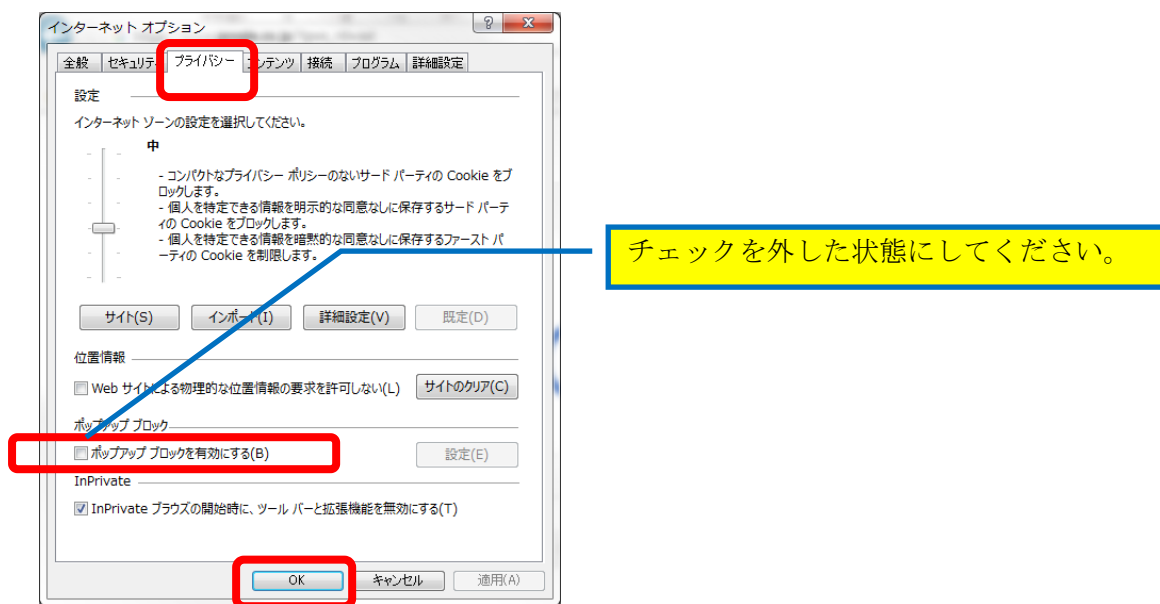 インターネット オプション
全般 セキュリティ プライバシー コンテンツ 接続 プログラム 詳細設定
設定
インターネット ゾーンの設定を選択してください。
中
- コンパクトなプライバシー ポリシーのないサード パーティの Cookie をブ
ロックします。
- 個人を特定できる情報を明示的な同意なしに保存するサード パーテ
ィの Cookie をブロックします。
- 個人を特定できる情報を暗黙的な同意なしに保存するファースト パ
ーティの Cookie を制限します。
チェックを外した状態にしてください。
サイト(S) インポート(I) 詳細設定(V) 既定(D)
位置情報
Web サイトによる物理的な位置情報の要求を許可しない(L) サイトのクリア(C)
ポップアップ ブロック
ポップアップ ブロックを有効にする(B) 設定(E)
InPrivate
InPrivate ブラウズの開始時に、ツール バーと拡張機能を無効にする(T)
OK キャンセル 適用(A)